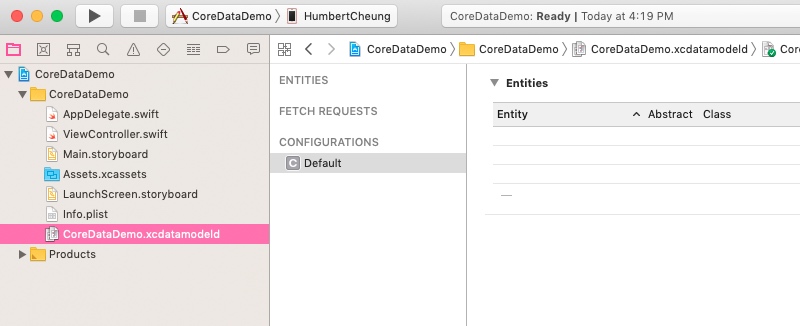 CoreDataDemo HumbertCheung CoreDataDemo: Ready | Today at 4:19 PM
CoreDataDemo CoreDataDemo CoreDataDemo.xcdatamodeld
CoreDataDemo
CoreDataDemo
AppDelegate.swift
ViewController.swift
Main.storyboard
Assets.xcassets
LaunchScreen.storyboard
Info.plist
CoreDataDemo.xcdatamodeld
Products
ENTITIES
FETCH REQUESTS
CONFIGURATIONS
C Default
Entities
Entity Abstract Class